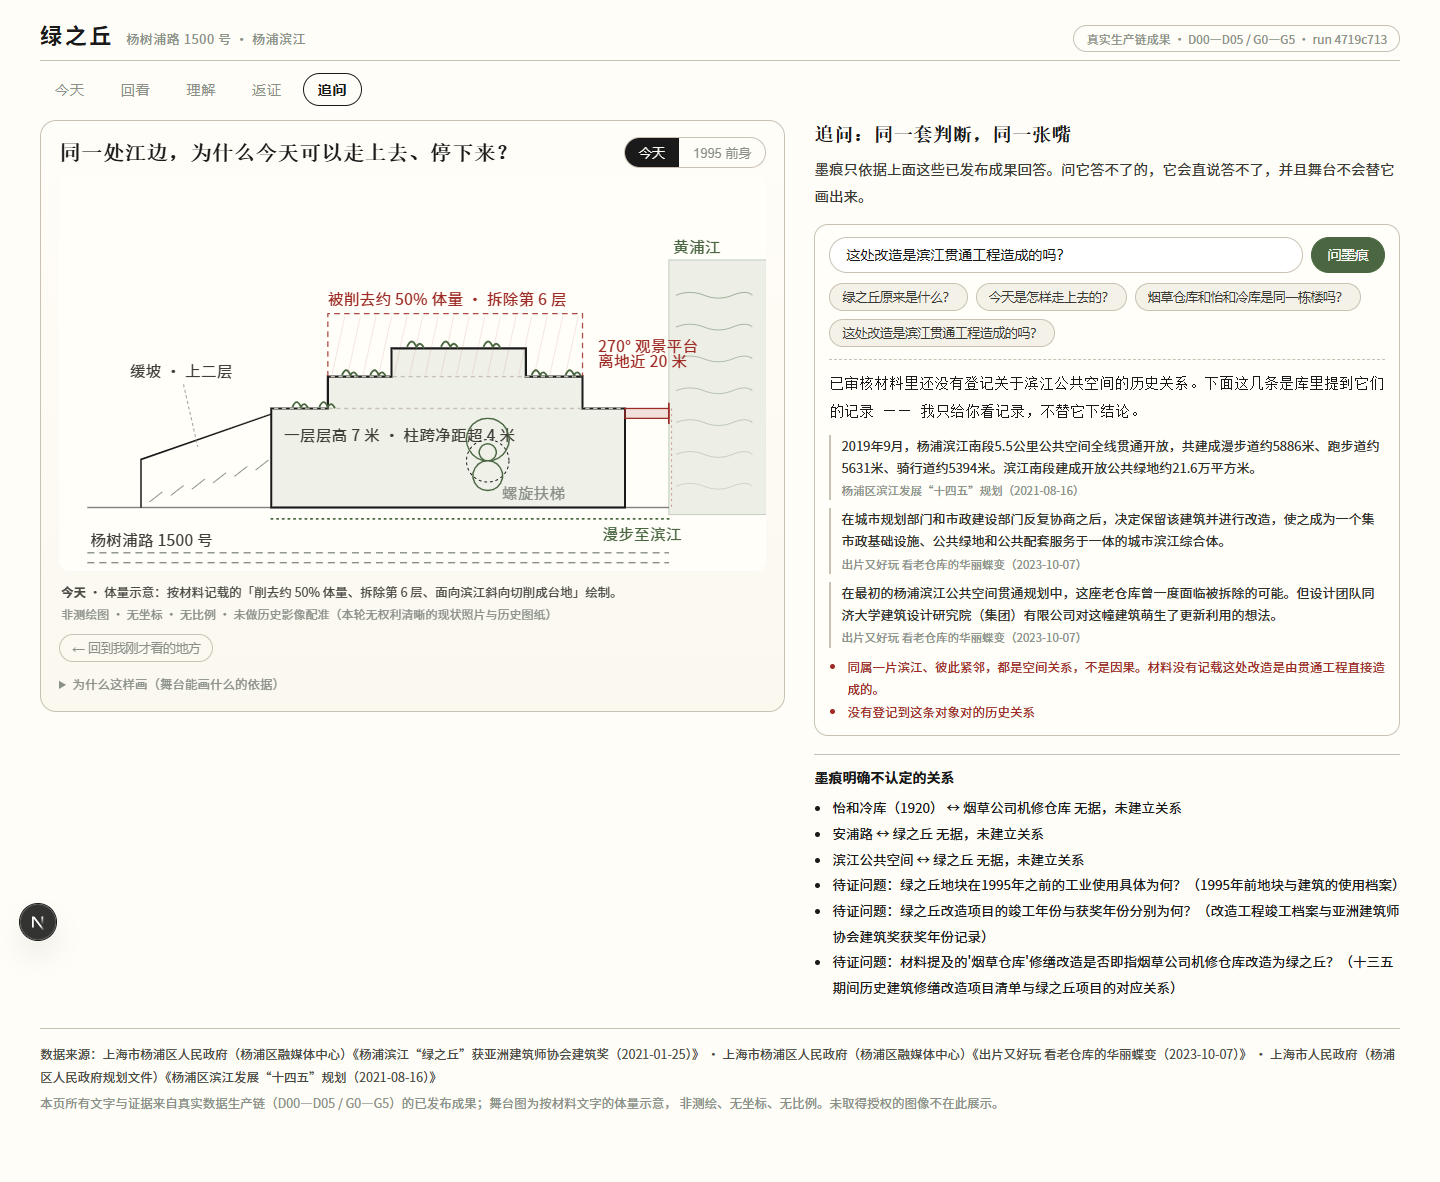 绿之丘 杨树浦路 1500 号 · 杨浦滨江
真实生产链成果 · D00—D05 / G0—G5 · run 4719c713
今天 回看 理解 返证 追问
同一处江边，为什么今天可以走上去、停下来？
今天 1995 前身
黄浦江
被削去约 50% 体量 · 拆除第 6 层
270° 观景平台
离地近 20 米
缓坡 · 上二层
一层层高 7 米 · 柱跨净距超 4 米
螺旋扶梯
漫步至滨江
杨树浦路 1500 号
今天 · 体量示意：按材料记载的「削去约 50% 体量、拆除第 6 层、面向滨江斜向切削成台地」绘制。
非测绘图 · 无坐标 · 无比例 · 未做历史影像配准（本轮无权利清晰的现状照片与历史图纸）
← 回到我刚才看的地方
▶ 为什么这样画（舞台能画什么的依据）
追问：同一套判断，同一张嘴
墨痕只依据上面这些已发布成果回答。问它答不了的，它会直说答不了，并且舞台不会替它
画出来。
这处改造是滨江贯通工程造成的吗？ 问墨痕
绿之丘原来是什么？ 今天是怎样走上去的？ 烟草仓库和怡和冷库是同一栋楼吗？
这处改造是滨江贯通工程造成的吗？
已审核材料里还没有登记关于滨江公共空间的历史关系。下面这几条是库里提到它们
的记录 —— 我只给你看记录，不替它下结论。
2019年9月，杨浦滨江南段5.5公里公共空间全线贯通开放，共建成漫步道约5886米、跑步道约
5631米、骑行道约5394米。滨江南段建成开放公共绿地约21.6万平方米。
杨浦区滨江发展“十四五”规划（2021-08-16）
在城市规划部门和市政建设部门反复协商之后，决定保留该建筑并进行改造，使之成为一个集
市政基础设施、公共绿地和公共配套服务于一体的城市滨江综合体。
出片又好玩 看老仓库的华丽蝶变（2023-10-07）
在最初的杨浦滨江公共空间贯通规划中，这座老仓库曾一度面临被拆除的可能。但设计团队同
济大学建筑设计研究院（集团）有限公司对这幢建筑萌生了更新利用的想法。
出片又好玩 看老仓库的华丽蝶变（2023-10-07）
• 同属一片滨江、彼此紧邻，都是空间关系，不是因果。材料没有记载这处改造是由贯通工程直接造
成的。
• 没有登记到这条对象对的历史关系
墨痕明确不认定的关系
• 怡和冷库（1920） ↔ 烟草公司机修仓库 无据，未建立关系
• 安浦路 ↔ 绿之丘 无据，未建立关系
• 滨江公共空间 ↔ 绿之丘 无据，未建立关系
• 待证问题：绿之丘地块在1995年之前的工业使用具体为何？（1995年前地块与建筑的使用档案）
• 待证问题：绿之丘改造项目的竣工年份与获奖年份分别为何？（改造工程竣工档案与亚洲建筑师
协会建筑奖获奖年份记录）
• 待证问题：材料提及的'烟草仓库'修缮改造是否即指烟草公司机修仓库改造为绿之丘？（十三五
期间历史建筑修缮改造项目清单与绿之丘项目的对应关系）
N
数据来源：上海市杨浦区人民政府（杨浦区融媒体中心）《杨浦滨江“绿之丘”获亚洲建筑师协会建筑奖（2021-01-25）》 · 上海市杨浦区人民政府（杨浦区融媒体中心）《出片又好玩 看老仓库的华丽蝶变（2023-10-07）》 · 上海市人民政府（杨浦
区人民政府规划文件）《杨浦区滨江发展“十四五”规划（2021-08-16）》
本页所有文字与证据来自真实数据生产链（D00—D05 / G0—G5）的已发布成果；舞台图为按材料文字的体量示意， 非测绘、无坐标、无比例。未取得授权的图像不在此展示。